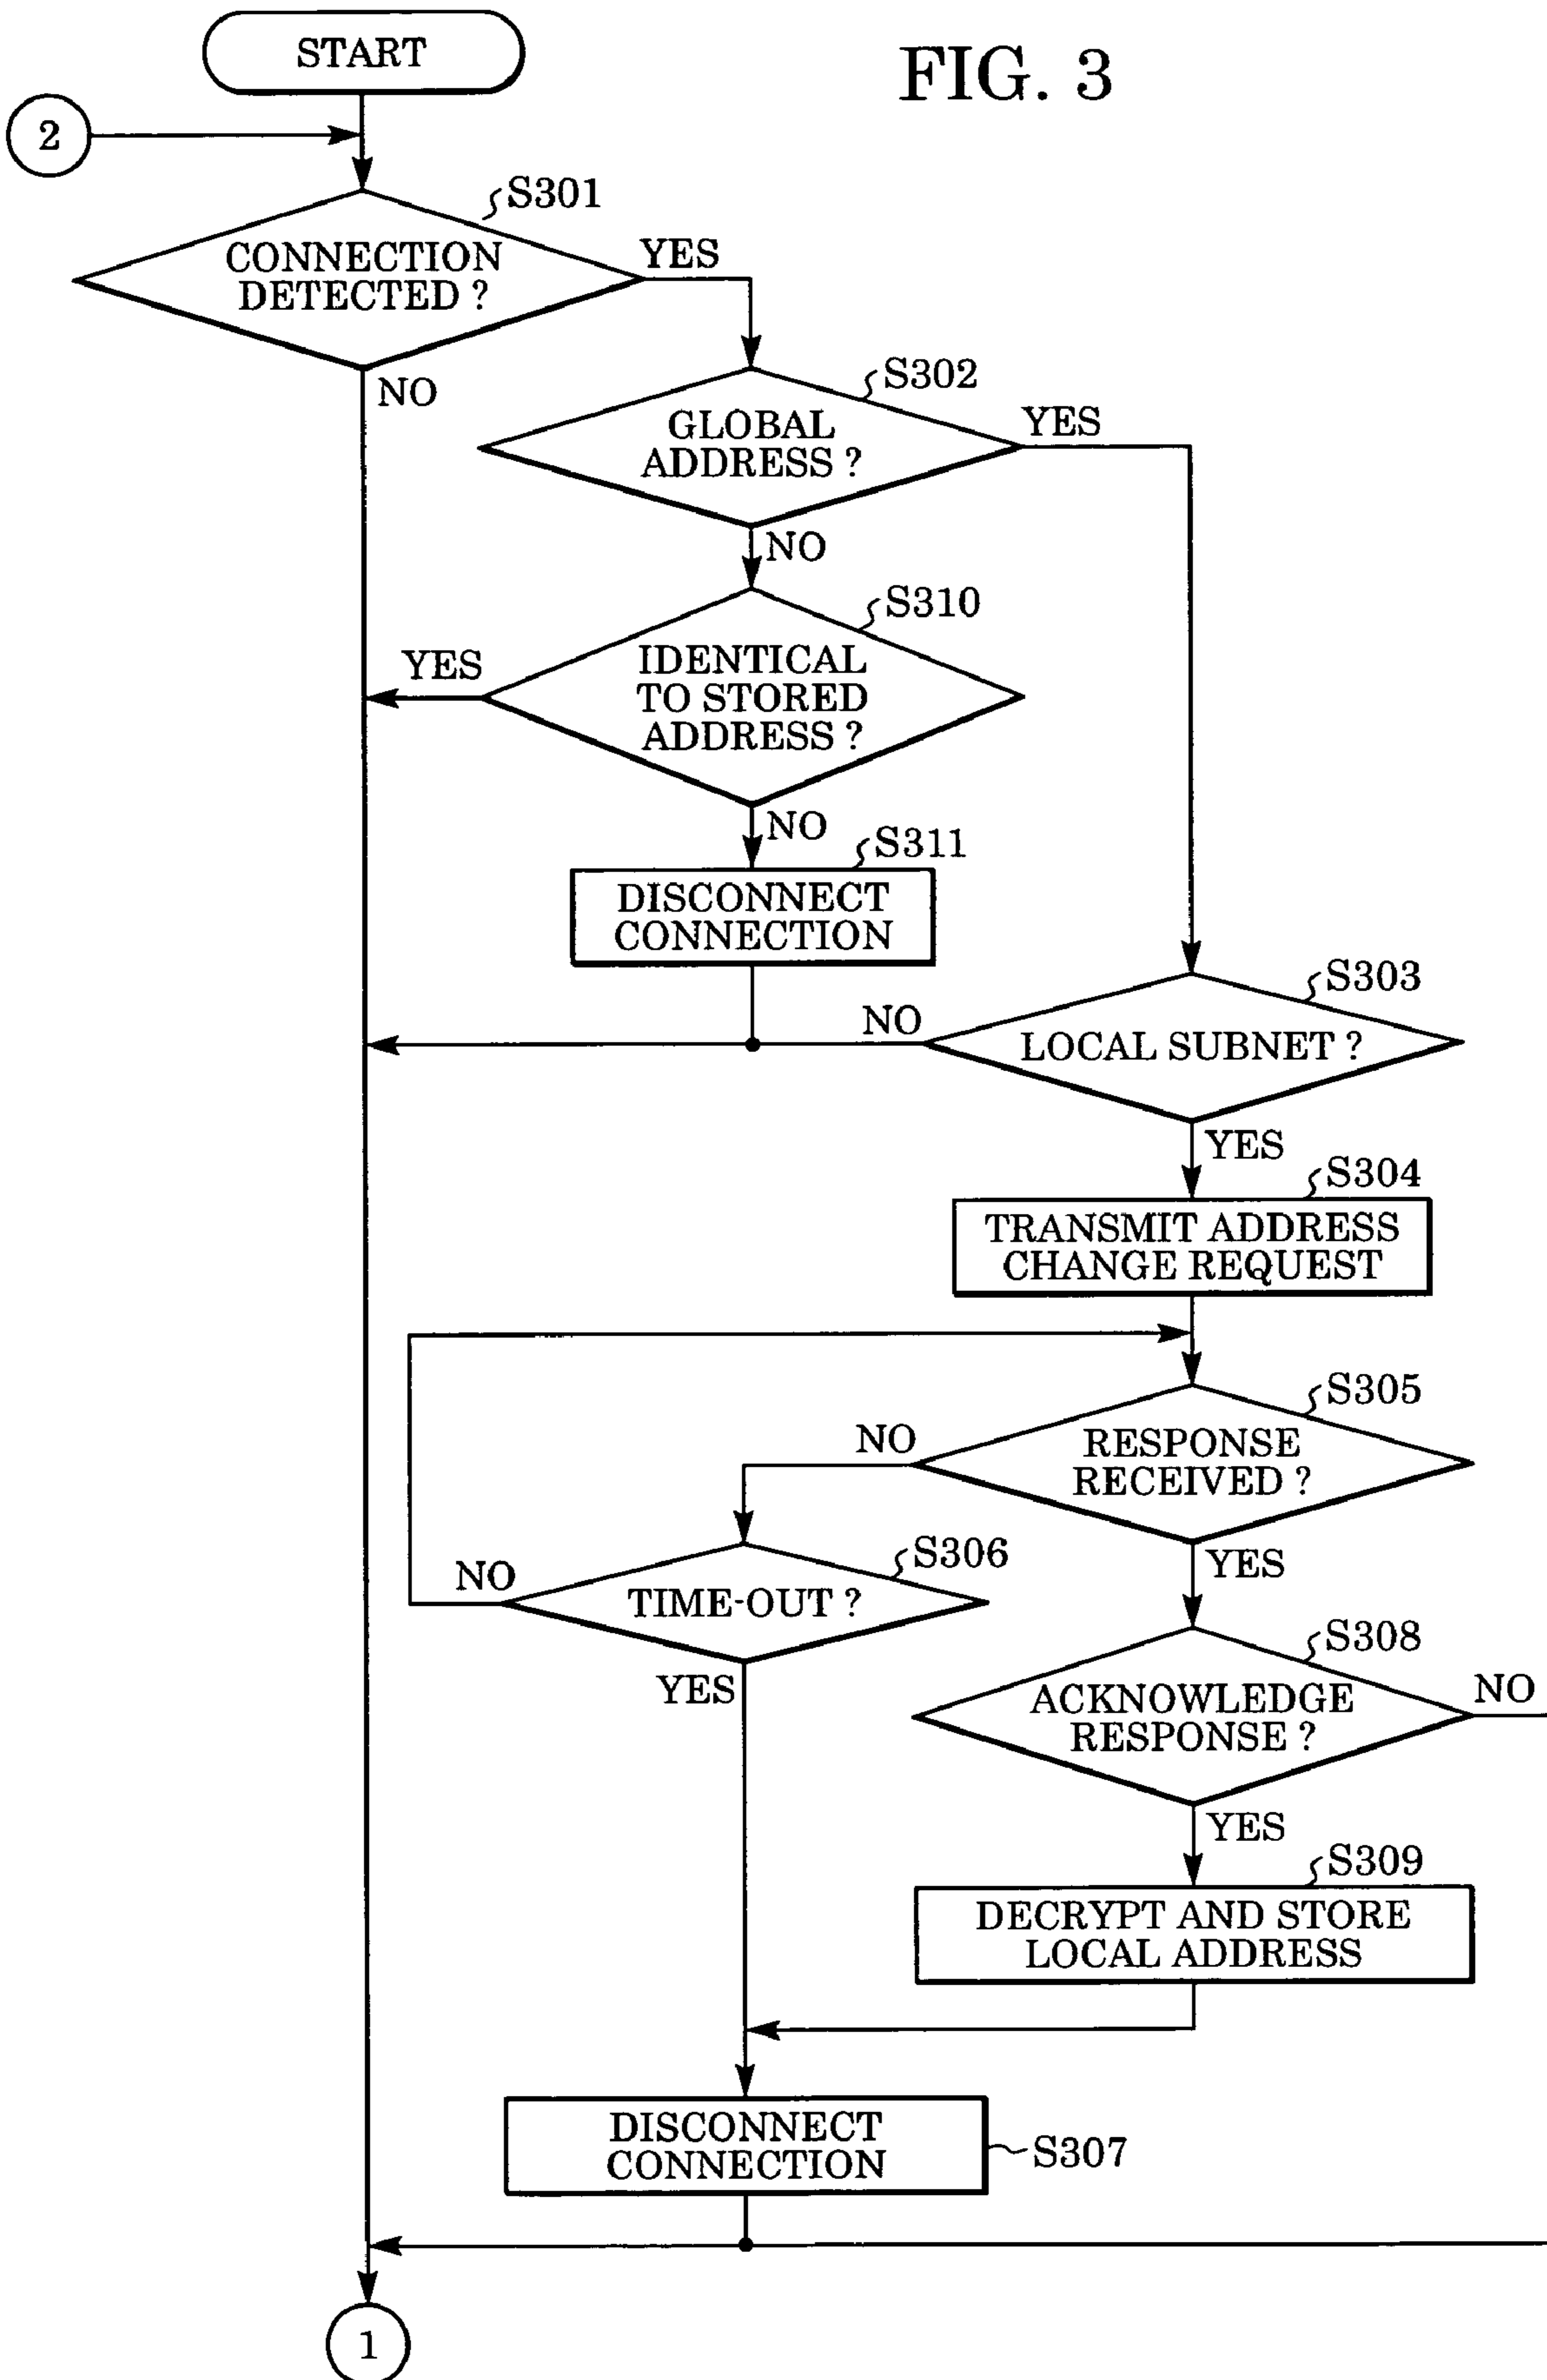 START
FIG. 3
2
S301
CONNECTION
DETECTED ?
YES
NO
S302
GLOBAL
ADDRESS ?
YES
NO
S310
IDENTICAL
TO STORED
ADDRESS ?
YES
NO
S311
DISCONNECT
CONNECTION
S303
LOCAL SUBNET ?
NO
YES
S304
TRANSMIT ADDRESS
CHANGE REQUEST
S305
RESPONSE
RECEIVED ?
NO
YES
S306
TIME-OUT ?
NO
YES
S308
ACKNOWLEDGE
RESPONSE ?
NO
YES
S309
DECRYPT AND STORE
LOCAL ADDRESS
DISCONNECT
CONNECTION
S307
1